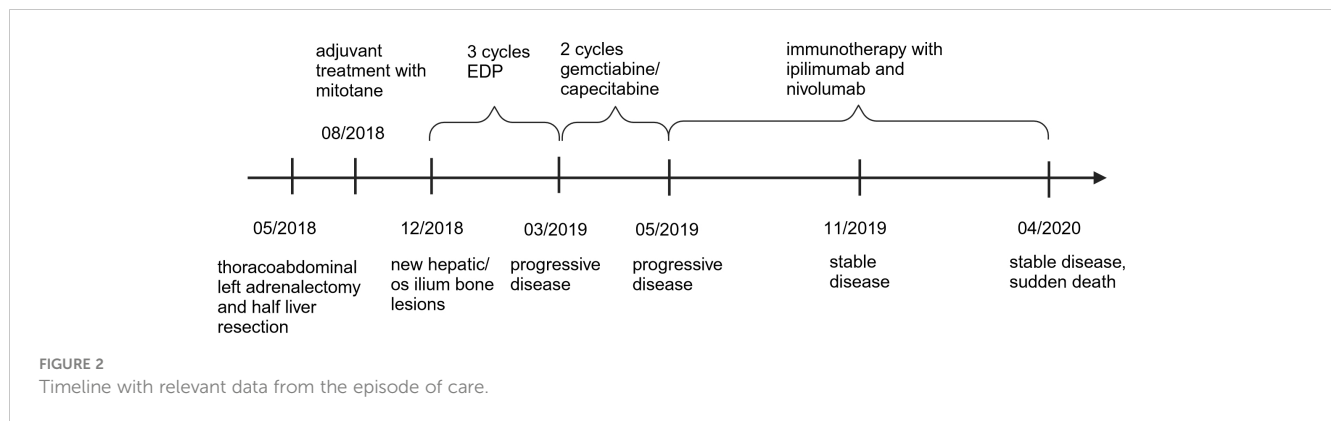 adjuvant
treatment with
mitotane
3 cycles
EDP
2 cycles
gemctiabine/
capecitabine
immunotherapy with
ipilimumab and
nivolumab
08/2018
05/2018
12/2018
03/2019
05/2019
11/2019
04/2020
thoracoabdominal
left adrenalectomy
and half liver
resection
new hepatic/
os ilium bone
lesions
progressive
disease
progressive
disease
stable
disease
stable disease,
sudden death
FIGURE 2
Timeline with relevant data from the episode of care.